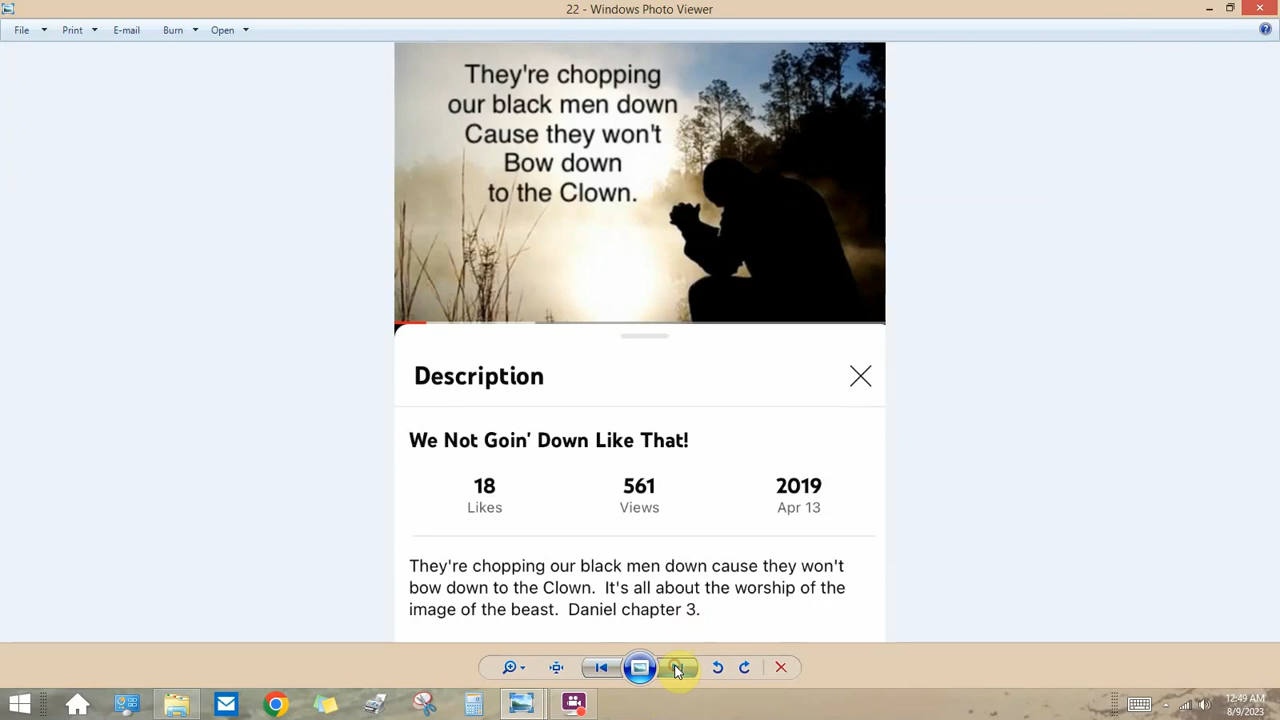 22 - Windows Photo Viewer
File Print E-mail Burn Open
They're chopping
our black men down
Cause they won't
Bow down
to the Clown.
Description
We Not Goin' Down Like That!
18 561 2019
Likes Views Apr 13
They're chopping our black men down cause they won't
bow down to the Clown. It's all about the worship of the
image of the beast. Daniel chapter 3.
12:49 AM
8/9/2023